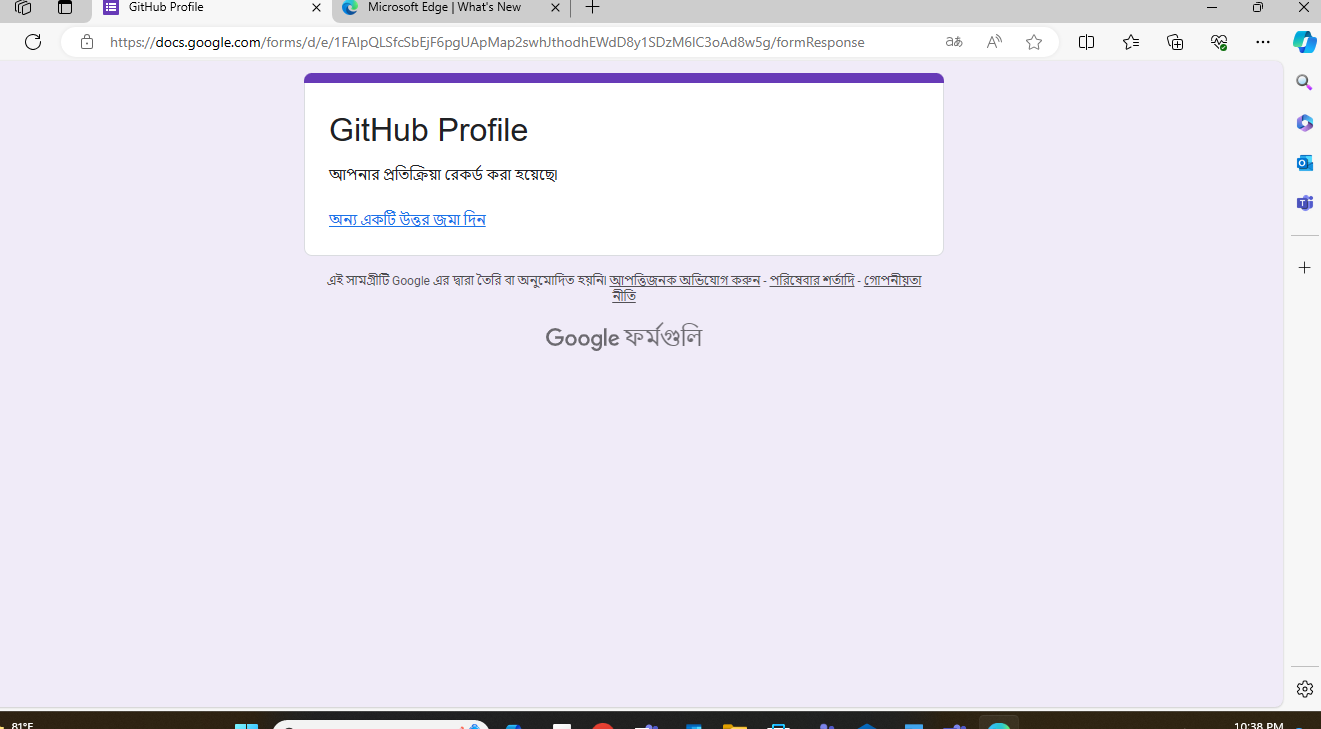 GitHub Profile
Microsoft Edge | What's New
https://docs.google.com/forms/d/e/1FAIpQLSfcSbEjF6pgUApMap2swhJthodhEWdD8y1SDzM6lC3oAd8w5g/formResponse
GitHub Profile
আপনার প্রতিক্রিয়া রেকর্ড করা হয়েছে৷
অন্য একটি উত্তর জমা দিন
এই সামগ্রীটি Google এর দ্বারা তৈরি বা অনুমোদিত হয়নি৷ আপত্তিজনক অভিযোগ করুন - পরিষেবার শর্তাদি - গোপনীয়তা
নীতি
Google ফর্মগুলি
81°F
10:38 PM